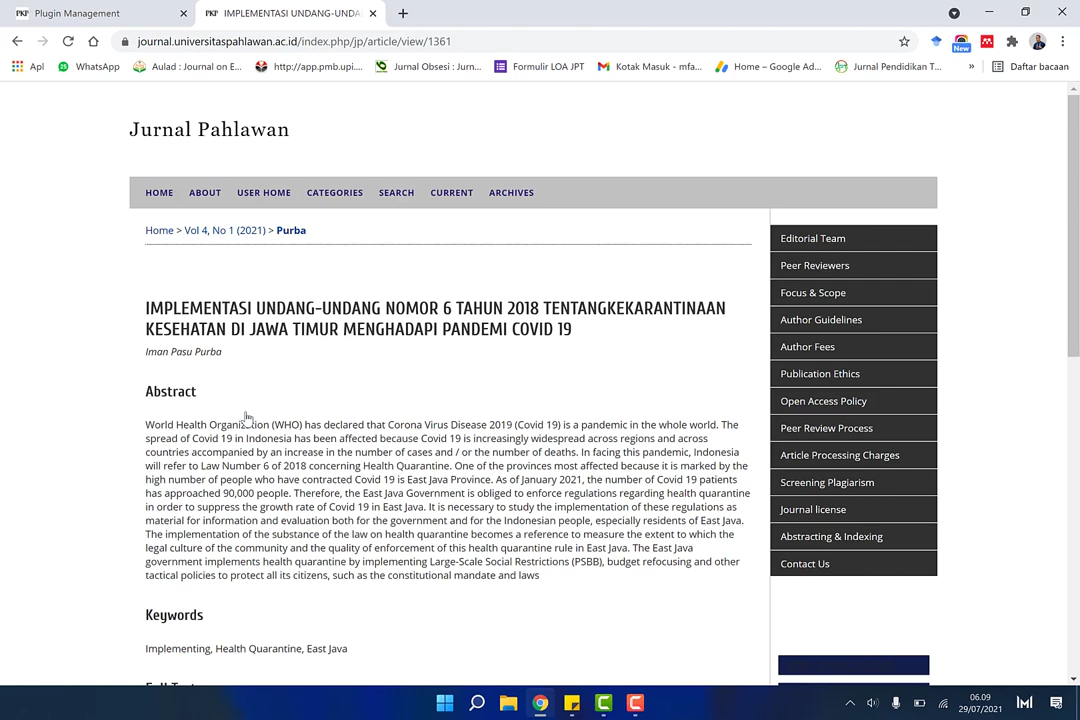 PKP Plugin Management
PKP IMPLEMENTASI UNDANG-UNDA
journal.universitaspahlawan.ac.id/index.php/jp/article/view/1361
New
Apl
WhatsApp
Aulad : Journal on E...
http://app.pmb.upi....
Jurnal Obsesi : Jurn...
Formulir LOA JPT
Kotak Masuk - mfa...
Home – Google Ad...
Jurnal Pendidikan T...
»
Daftar bacaan
Jurnal Pahlawan
HOME ABOUT USER HOME CATEGORIES SEARCH CURRENT ARCHIVES
Home > Vol 4, No 1 (2021) > Purba
IMPLEMENTASI UNDANG-UNDANG NOMOR 6 TAHUN 2018 TENTANGKEKARANTINAAN
KESEHATAN DI JAWA TIMUR MENGHADAPI PANDEMI COVID 19
Iman Pasu Purba
Abstract
World Health Organization (WHO) has declared that Corona Virus Disease 2019 (Covid 19) is a pandemic in the whole world. The
spread of Covid 19 in Indonesia has been affected because Covid 19 is increasingly widespread across regions and across
countries accompanied by an increase in the number of cases and / or the number of deaths. In facing this pandemic, Indonesia
will refer to Law Number 6 of 2018 concerning Health Quarantine. One of the provinces most affected because it is marked by the
high number of people who have contracted Covid 19 is East Java Province. As of January 2021, the number of Covid 19 patients
has approached 90,000 people. Therefore, the East Java Government is obliged to enforce regulations regarding health quarantine
in order to suppress the growth rate of Covid 19 in East Java. It is necessary to study the implementation of these regulations as
material for information and evaluation both for the government and for the Indonesian people, especially residents of East Java.
The implementation of the substance of the law on health quarantine becomes a reference to measure the extent to which the
legal culture of the community and the quality of enforcement of this health quarantine rule in East Java. The East Java
government implements health quarantine by implementing Large-Scale Social Restrictions (PSBB), budget refocusing and other
tactical policies to protect all its citizens, such as the constitutional mandate and laws
Keywords
Implementing, Health Quarantine, East Java
Editorial Team
Peer Reviewers
Focus & Scope
Author Guidelines
Author Fees
Publication Ethics
Open Access Policy
Peer Review Process
Article Processing Charges
Screening Plagiarism
Journal license
Abstracting & Indexing
Contact Us
06.09
29/07/2021